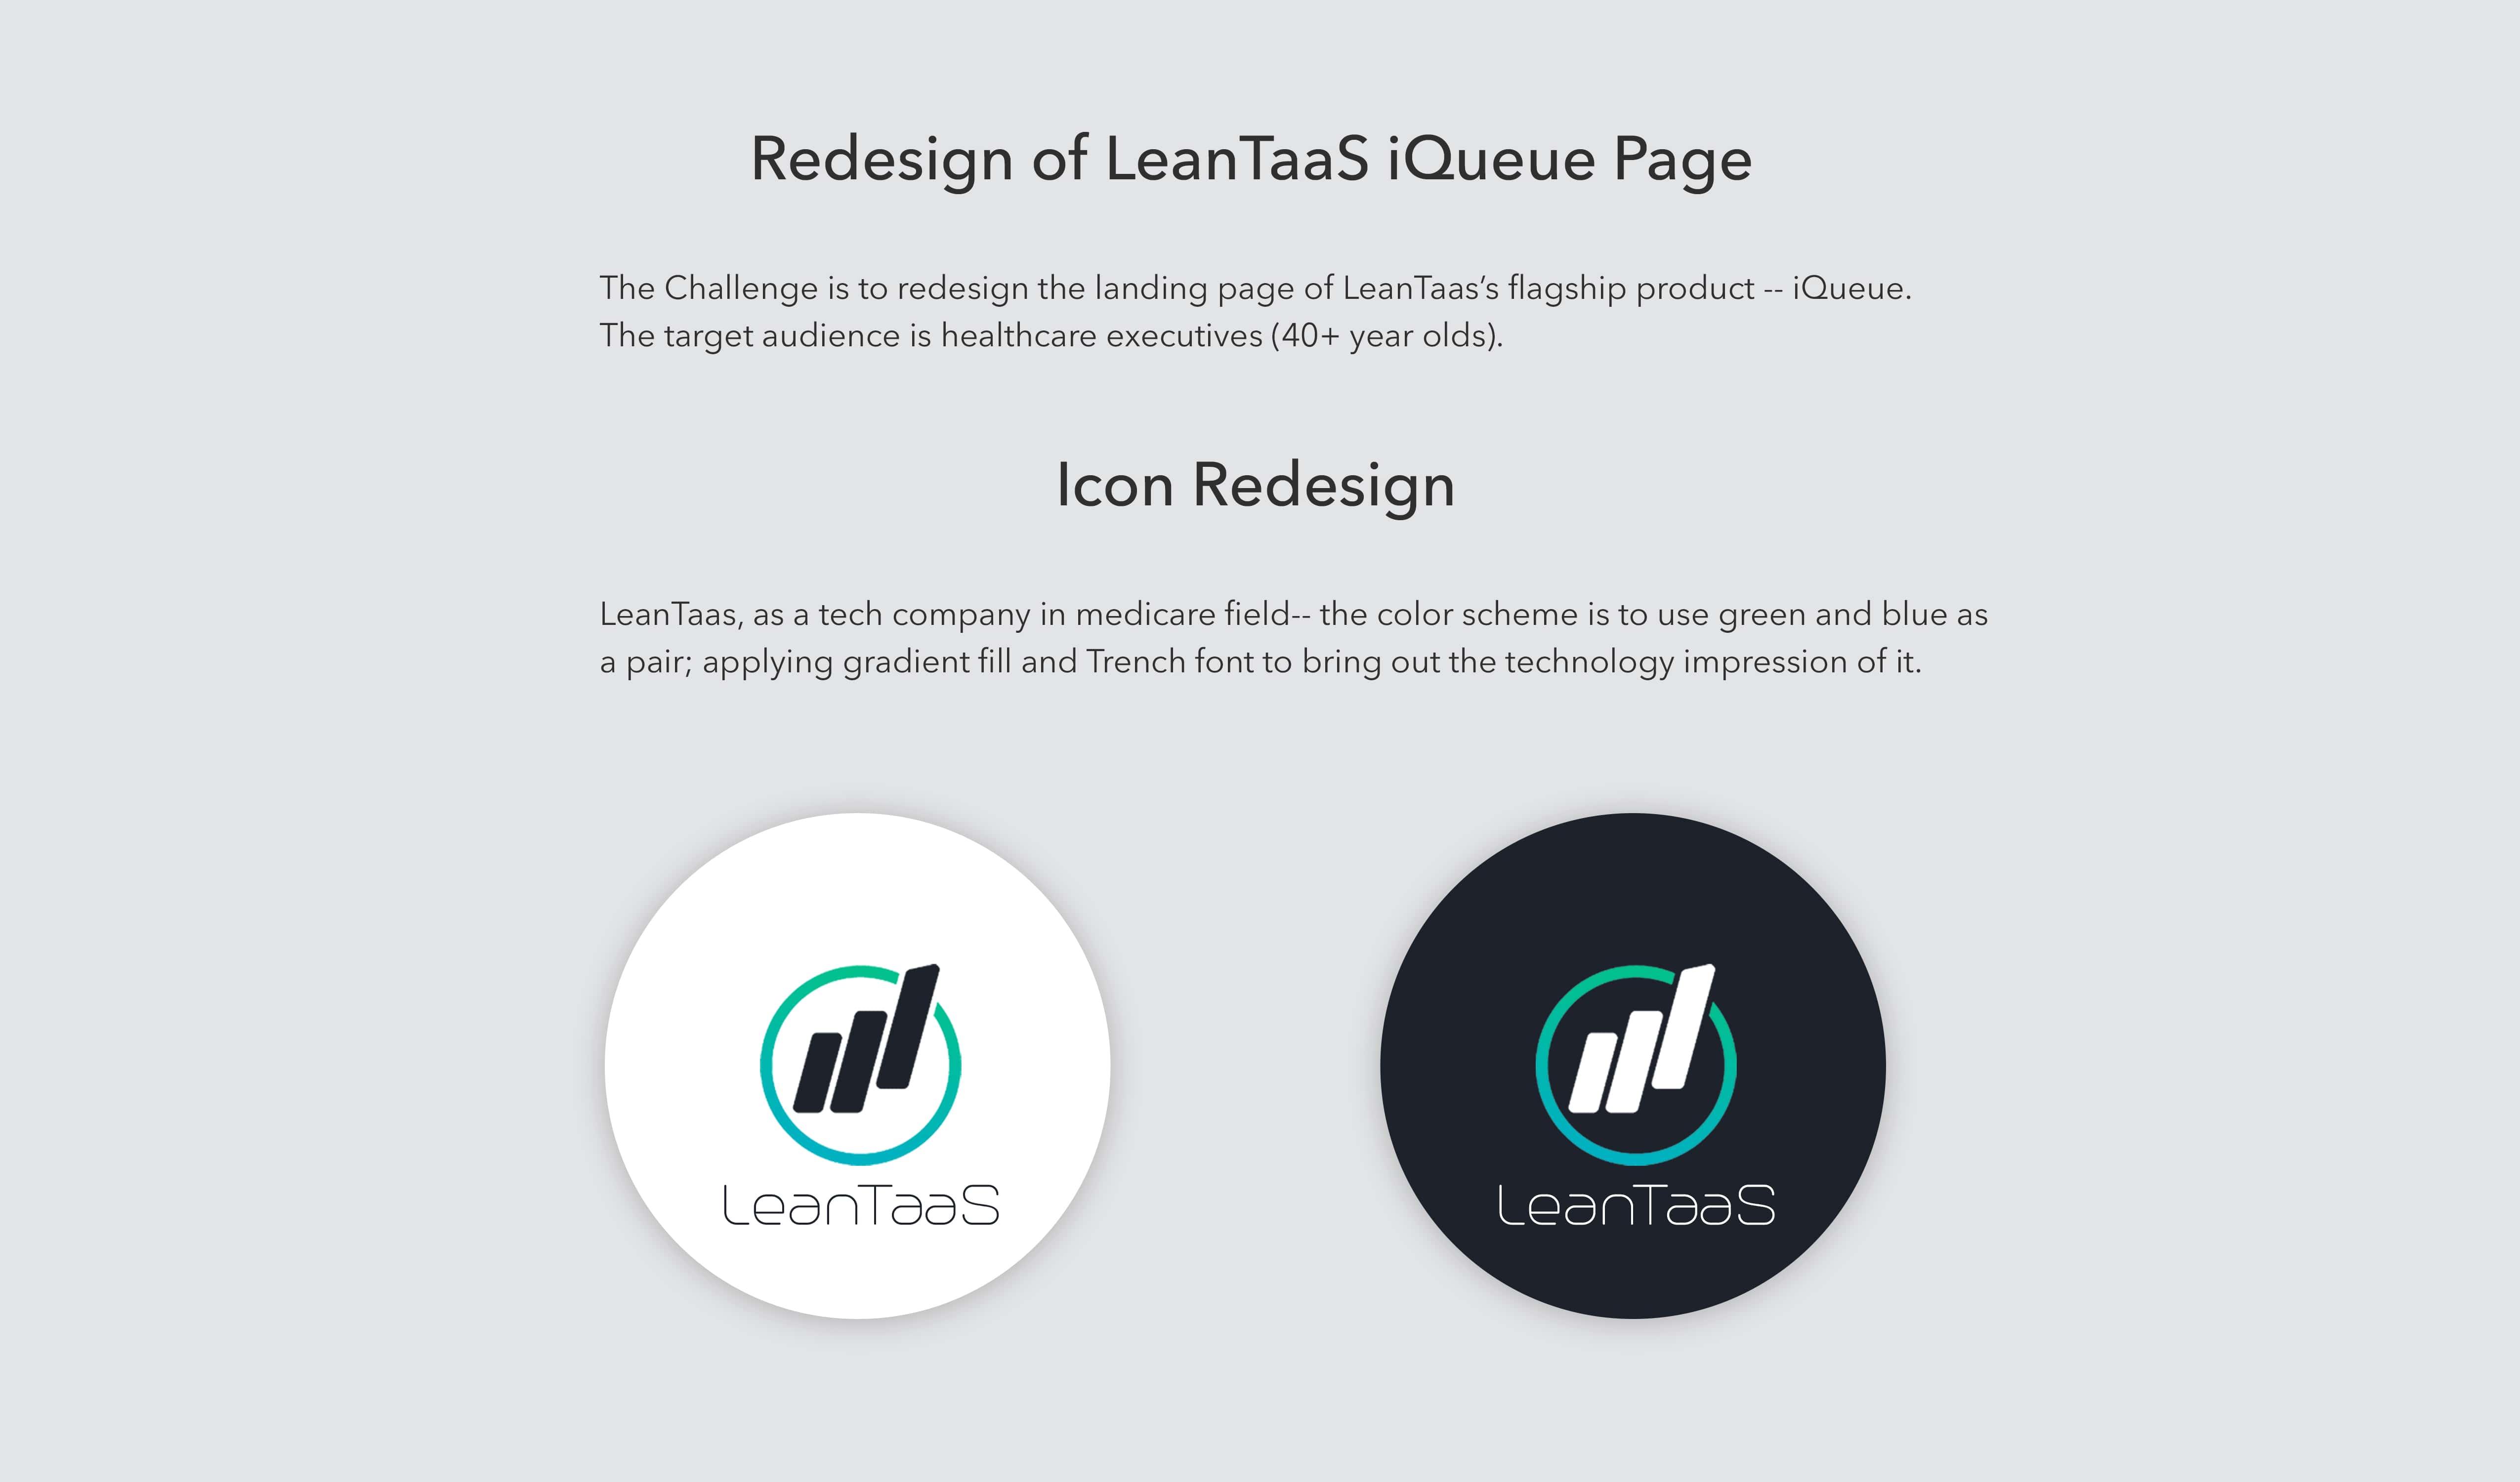 Redesign of LeanTaaS iQueue Page
The Challenge is to redesign the landing page of LeanTaas’s flagship product -- iQueue.
The target audience is healthcare executives (40+ year olds).
Icon Redesign
LeanTaas, as a tech company in medicare field-- the color scheme is to use green and blue as
a pair; applying gradient fill and Trench font to bring out the technology impression of it.
LeanTaaS
LeanTaaS